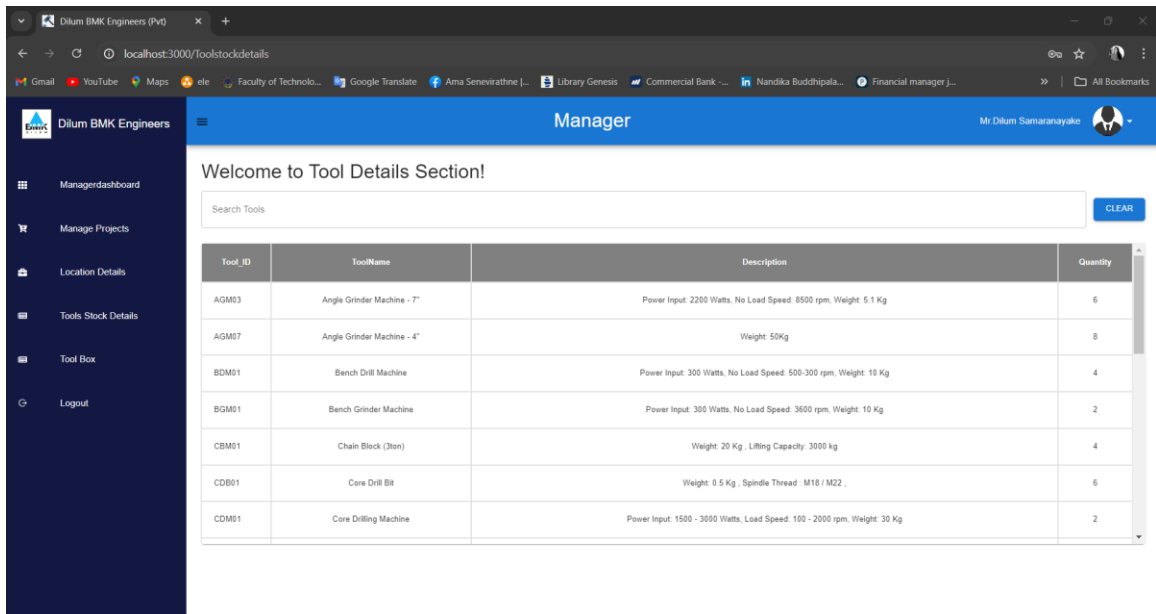 Dilum BMK Engineers (Pvt)
localhost:3000/Toolstockdetails
Gmail YouTube Maps ele Faculty of Technolo... Google Translate Ama Senevirathne |... Library Genesis Commercial Bank -... Nandika Buddhipala... Financial manager j... » All Bookmarks
BMK Dilum BMK Engineers Manager Mr.Dilum Samaranayake
Managerdashboard
Manage Projects
Location Details
Tools Stock Details
Tool Box
Logout
Welcome to Tool Details Section!
Search Tools CLEAR
Tool_ID ToolName Description Quantity
AGM03 Angle Grinder Machine - 7" Power Input: 2200 Watts, No Load Speed: 8500 rpm, Weight: 5.1 Kg 6
AGM07 Angle Grinder Machine - 4" Weight: 50Kg 8
BDM01 Bench Drill Machine Power Input: 300 Watts, No Load Speed: 500-300 rpm, Weight: 10 Kg 4
BGM01 Bench Grinder Machine Power Input: 300 Watts, No Load Speed: 3600 rpm, Weight: 10 Kg 2
CBM01 Chain Block (3ton) Weight: 20 Kg , Lifting Capacity: 3000 kg 4
CDB01 Core Drill Bit Weight: 0.5 Kg , Spindle Thread : M18 / M22 , 6
CDM01 Core Drilling Machine Power Input: 1500 - 3000 Watts, Load Speed: 100 - 2000 rpm, Weight: 30 Kg 2